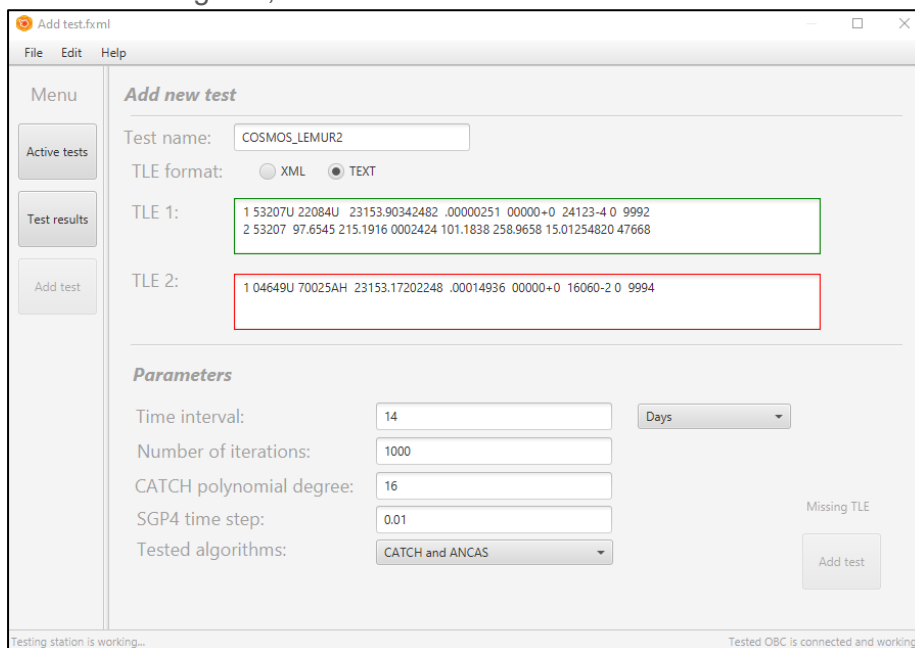 Add test.fxml
File Edit Help
Menu
Active tests
Test results
Add test
Add new test
Test name: COSMOS_LEMUR2
TLE format: XML TEXT
TLE 1: 1 53207U 22084U 23153.90342482 .00000251 00000+0 24123-4 0 9992
2 53207 97.6545 215.1916 0002424 101.1838 258.9658 15.01254820 47668
TLE 2: 1 04649U 70025AH 23153.17202248 .00014936 00000+0 16060-2 0 9994
Parameters
Time interval: 14 Days
Number of iterations: 1000
CATCH polynomial degree: 16
SGP4 time step: 0.01
Tested algorithms: CATCH and ANCAS
Missing TLE
Add test
Testing station is working... Tested OBC is connected and working